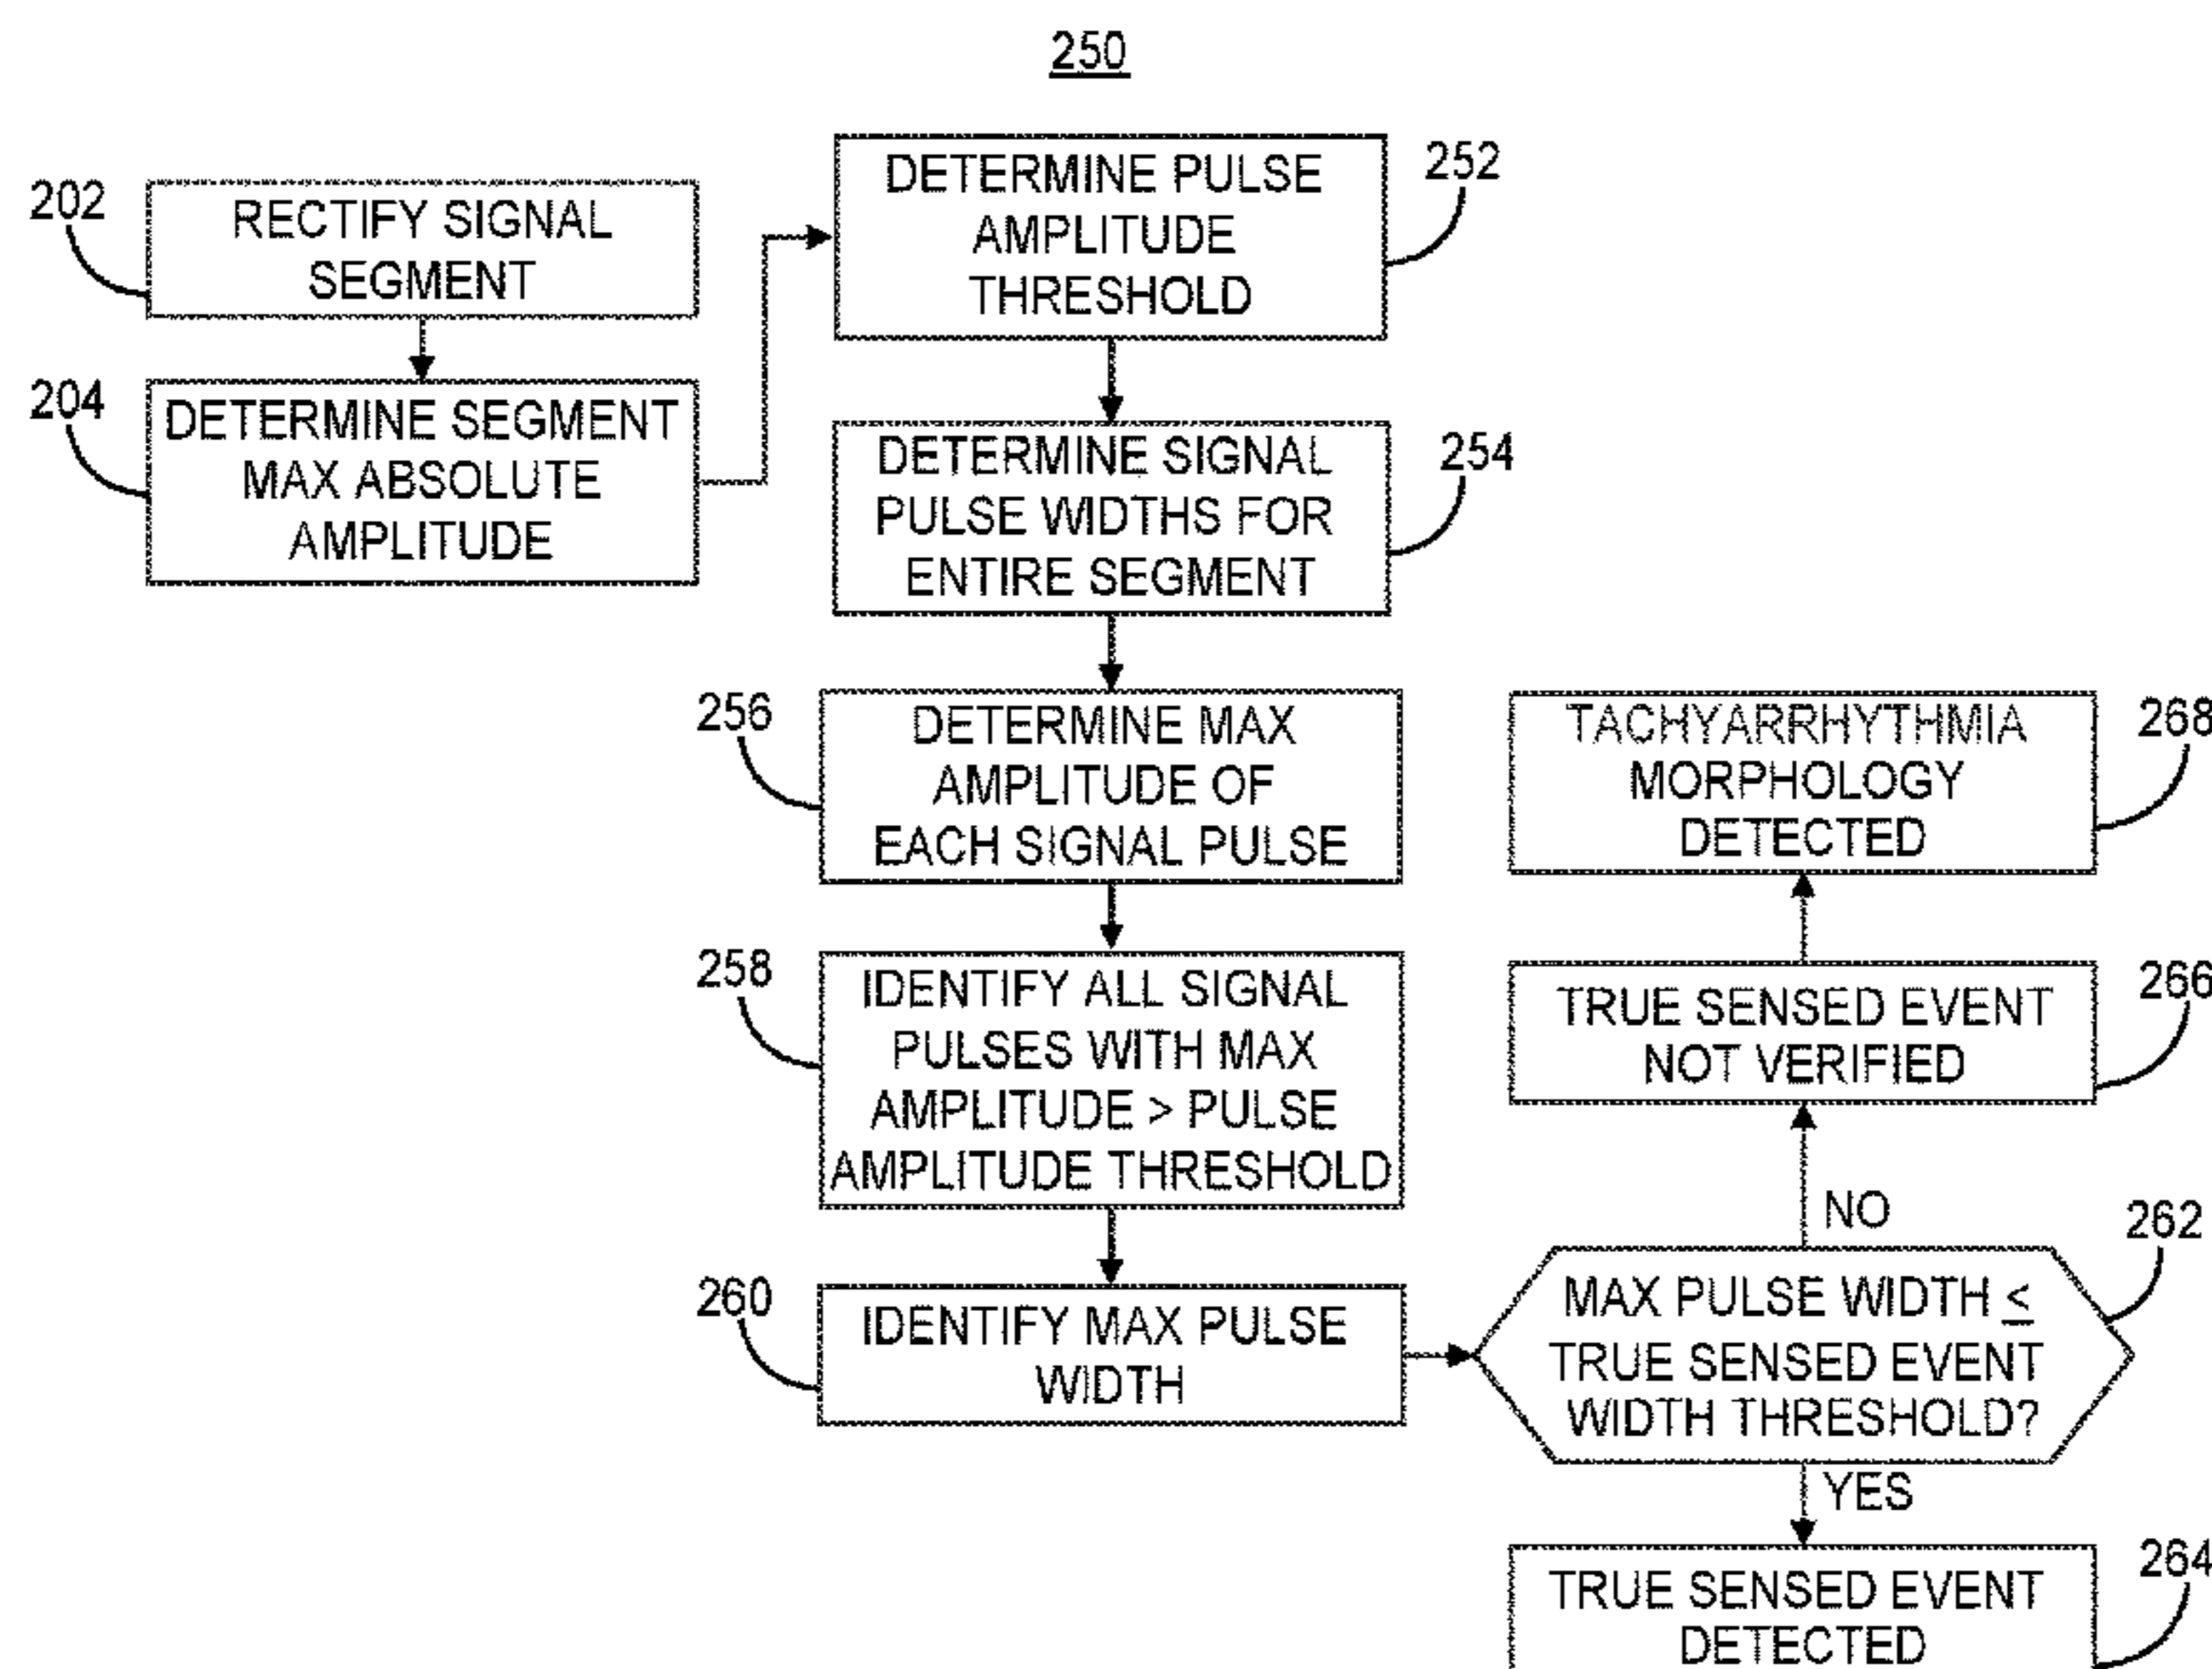 250
202
RECTIFY SIGNAL
SEGMENT
204
DETERMINE SEGMENT
MAX ABSOLUTE
AMPLITUDE
252
DETERMINE PULSE
AMPLITUDE
THRESHOLD
254
DETERMINE SIGNAL
PULSE WIDTHS FOR
ENTIRE SEGMENT
256
DETERMINE MAX
AMPLITUDE OF
EACH SIGNAL PULSE
258
IDENTIFY ALL SIGNAL
PULSES WITH MAX
AMPLITUDE > PULSE
AMPLITUDE THRESHOLD
260
IDENTIFY MAX PULSE
WIDTH
262
MAX PULSE WIDTH ≤
TRUE SENSED EVENT
WIDTH THRESHOLD?
NO
266
TRUE SENSED EVENT
NOT VERIFIED
268
TACHYARRHYTHMIA
MORPHOLOGY
DETECTED
YES
264
TRUE SENSED EVENT
DETECTED